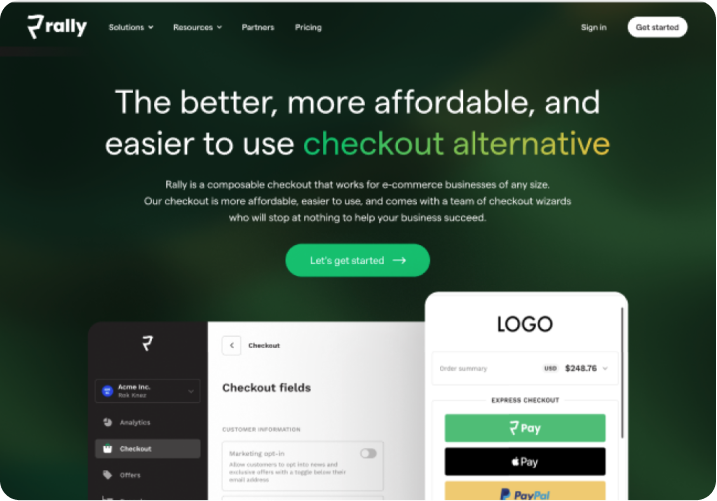 rally
Solutions
Resources
Partners
Pricing
Sign in
Get started
The better, more affordable, and
easier to use checkout alternative
Rally is a composable checkout that works for e-commerce businesses of any size.
Our checkout is more affordable, easier to use, and comes with a team of checkout wizards
who will stop at nothing to help your business succeed.
Let's get started →
Acme Inc.
Rok Knez
Analytics
Checkout
Offers
Checkout
Checkout fields
CUSTOMER INFORMATION
Marketing opt-in
Allow customers to opt into news and
exclusive offers with a toggle below their
email address
LOGO
Order summary USD $248.76
EXPRESS CHECKOUT
Pay
Pay
PayPal